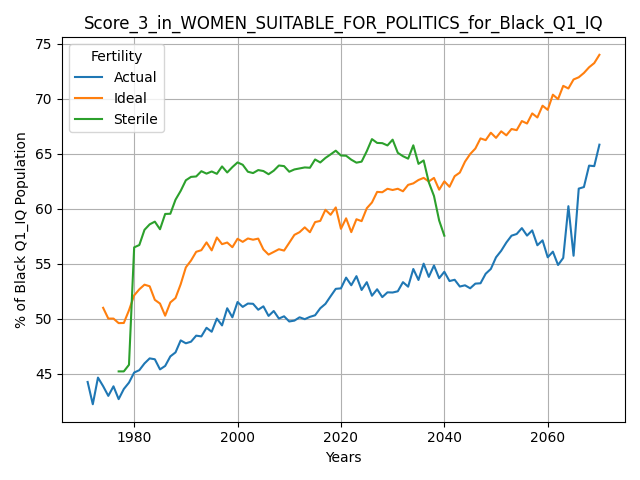 Score_3_in_WOMEN_SUITABLE_FOR_POLITICS_for_Black_Q1_IQ
Fertility
Actual
Ideal
Sterile
% of Black Q1_IQ Population
75
70
65
60
55
50
45
1980
2000
2020
2040
2060
Years